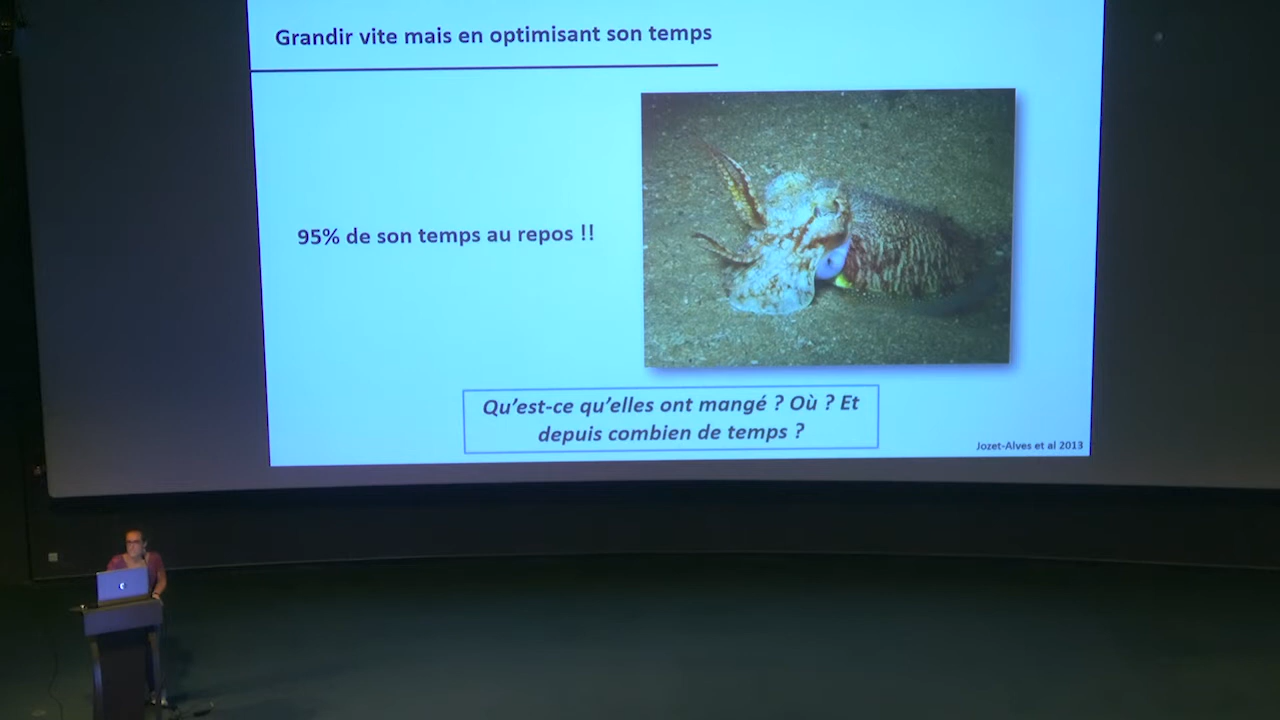 Grandir vite mais en optimisant son temps
95% de son temps au repos !!
Qu'est-ce qu'elles ont mangé ? Où ? Et
depuis combien de temps ?
Jozet-Alves et al 2013